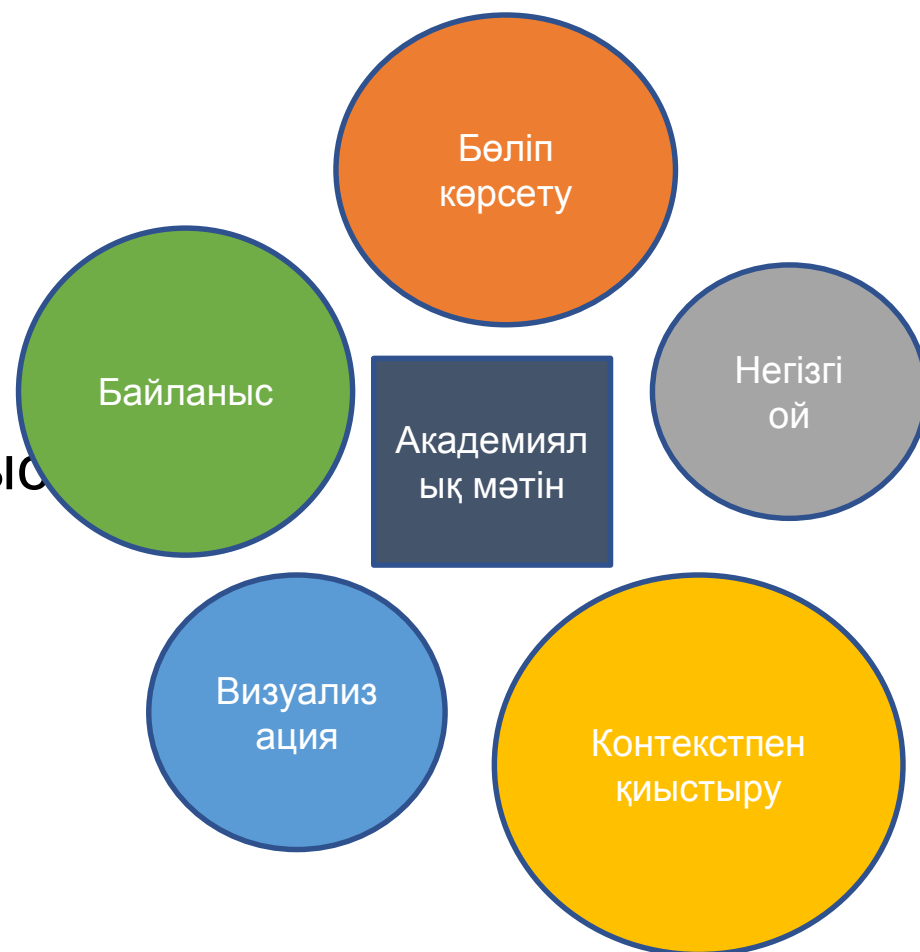 Бөліп
көрсету
Байланыс
Негізгі
ой
Академиял
ық мәтін
Визуализ
ация
Контекстпен
қиыстыру